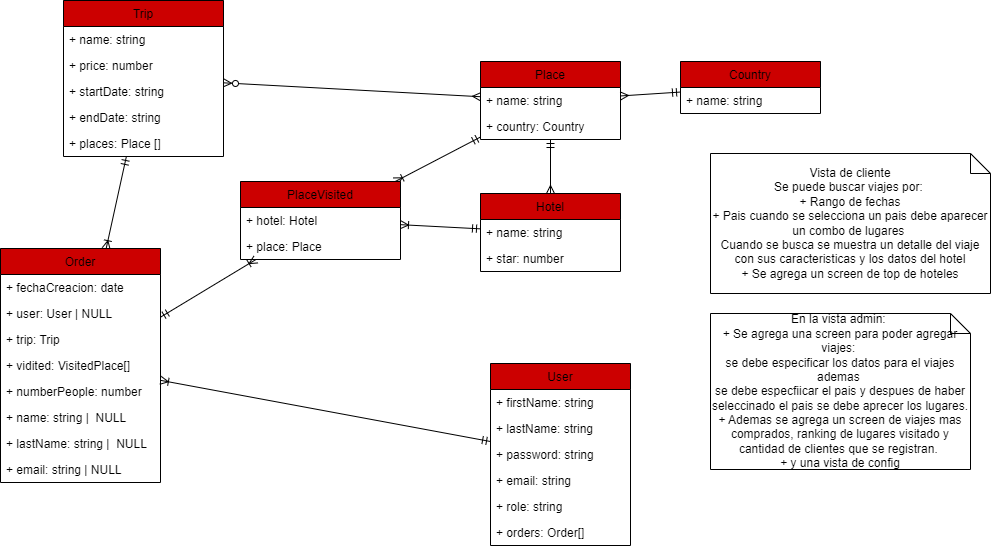 Trip
+ name: string
+ price: number
+ startDate: string
+ endDate: string
+ places: Place []
Place
+ name: string
+ country: Country
Country
+ name: string
PlaceVisited
+ hotel: Hotel
+ place: Place
Hotel
+ name: string
+ star: number
Order
+ fechaCreacion: date
+ user: User | NULL
+ trip: Trip
+ vidited: VisitedPlace[]
+ numberPeople: number
+ name: string |  NULL
+ lastName: string |  NULL
+ email: string | NULL
User
+ firstName: string
+ lastName: string
+ password: string
+ email: string
+ role: string
+ orders: Order[]
Vista de cliente
Se puede buscar viajes por:
+ Rango de fechas
+ Pais cuando se selecciona un pais debe aparecer
un combo de lugares
Cuando se busca se muestra un detalle del viaje
con sus caracteristicas y los datos del hotel
+ Se agrega un screen de top de hoteles
En la vista admin:
+ Se agrega una screen para poder agregar
viajes:
se debe especificar los datos para el viajes
ademas
se debe especfiicar el pais y despues de haber
seleccinado el pais se debe aprecer los lugares.
+ Ademas se agrega un screen de viajes mas
comprados, ranking de lugares visitado y
cantidad de clientes que se registran.
+ y una vista de config